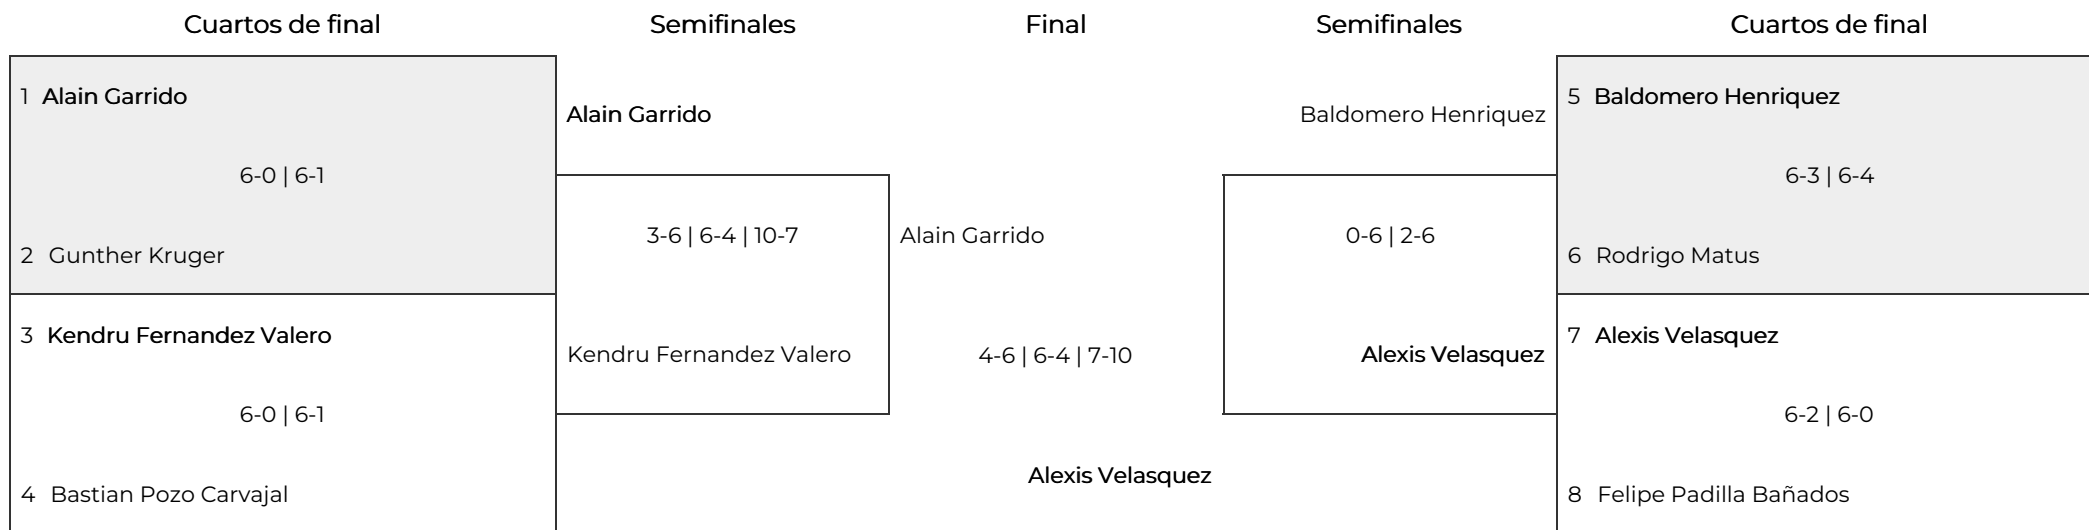 Cuartos de final
Semifinales
Final
Semifinales
Cuartos de final
1 Alain Garrido
6-0 | 6-1
2 Gunther Kruger
3 Kendru Fernandez Valero
6-0 | 6-1
4 Bastian Pozo Carvajal
Alain Garrido
3-6 | 6-4 | 10-7
Kendru Fernandez Valero
Alain Garrido
4-6 | 6-4 | 7-10
Alexis Velasquez
Baldomero Henriquez
0-6 | 2-6
Alexis Velasquez
5 Baldomero Henriquez
6-3 | 6-4
6 Rodrigo Matus
7 Alexis Velasquez
6-2 | 6-0
8 Felipe Padilla Bañados